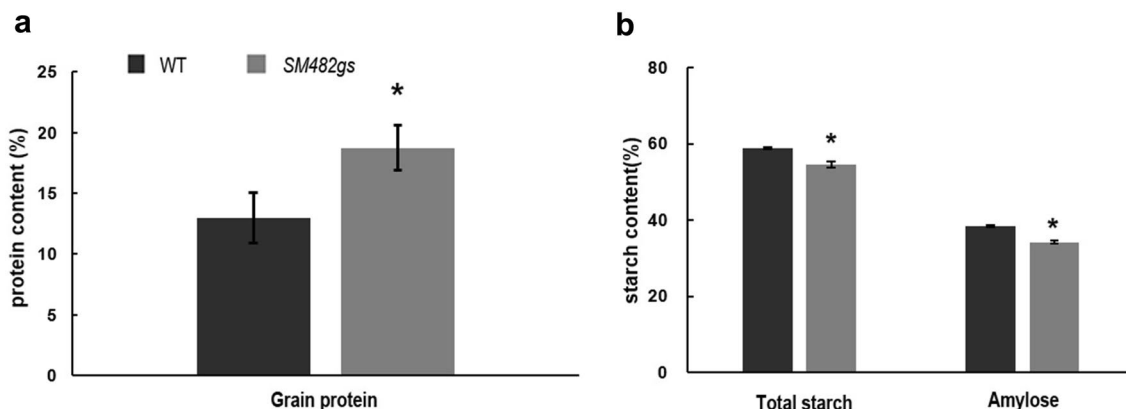 a
WT SM482gs
protein content (%)
25
20
15
10
5
0
*
Grain protein
b
starch content(%)
80
60
40
20
0
*
*
Total starch Amylose